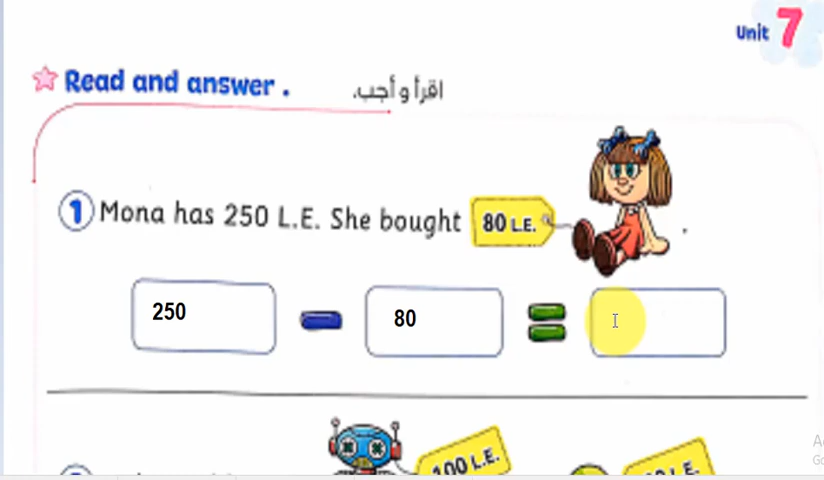 Unit 7
Read and answer .
اقرأ و أجب.
1 Mona has 250 L.E. She bought 80 L.E. .
250 - 80 =
100 L.E.
L.E.